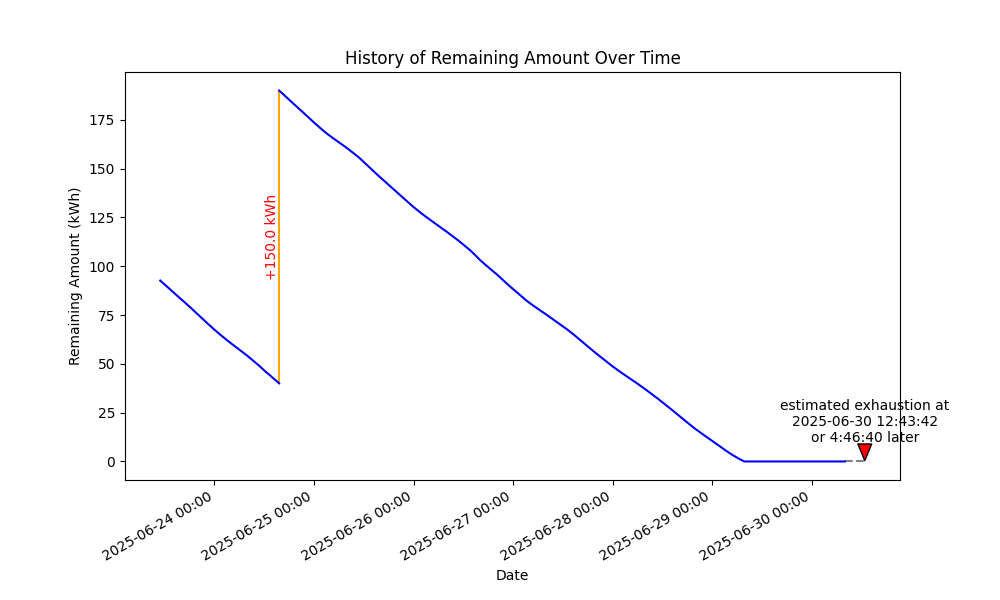 History of Remaining Amount Over Time
Remaining Amount (kWh)
175
150
125
100
75
50
25
0
+150.0 kWh
estimated exhaustion at
2025-06-30 12:43:42
or 4:46:40 later
2025-06-24 00:00
2025-06-25 00:00
2025-06-26 00:00
2025-06-27 00:00
2025-06-28 00:00
2025-06-29 00:00
2025-06-30 00:00
Date